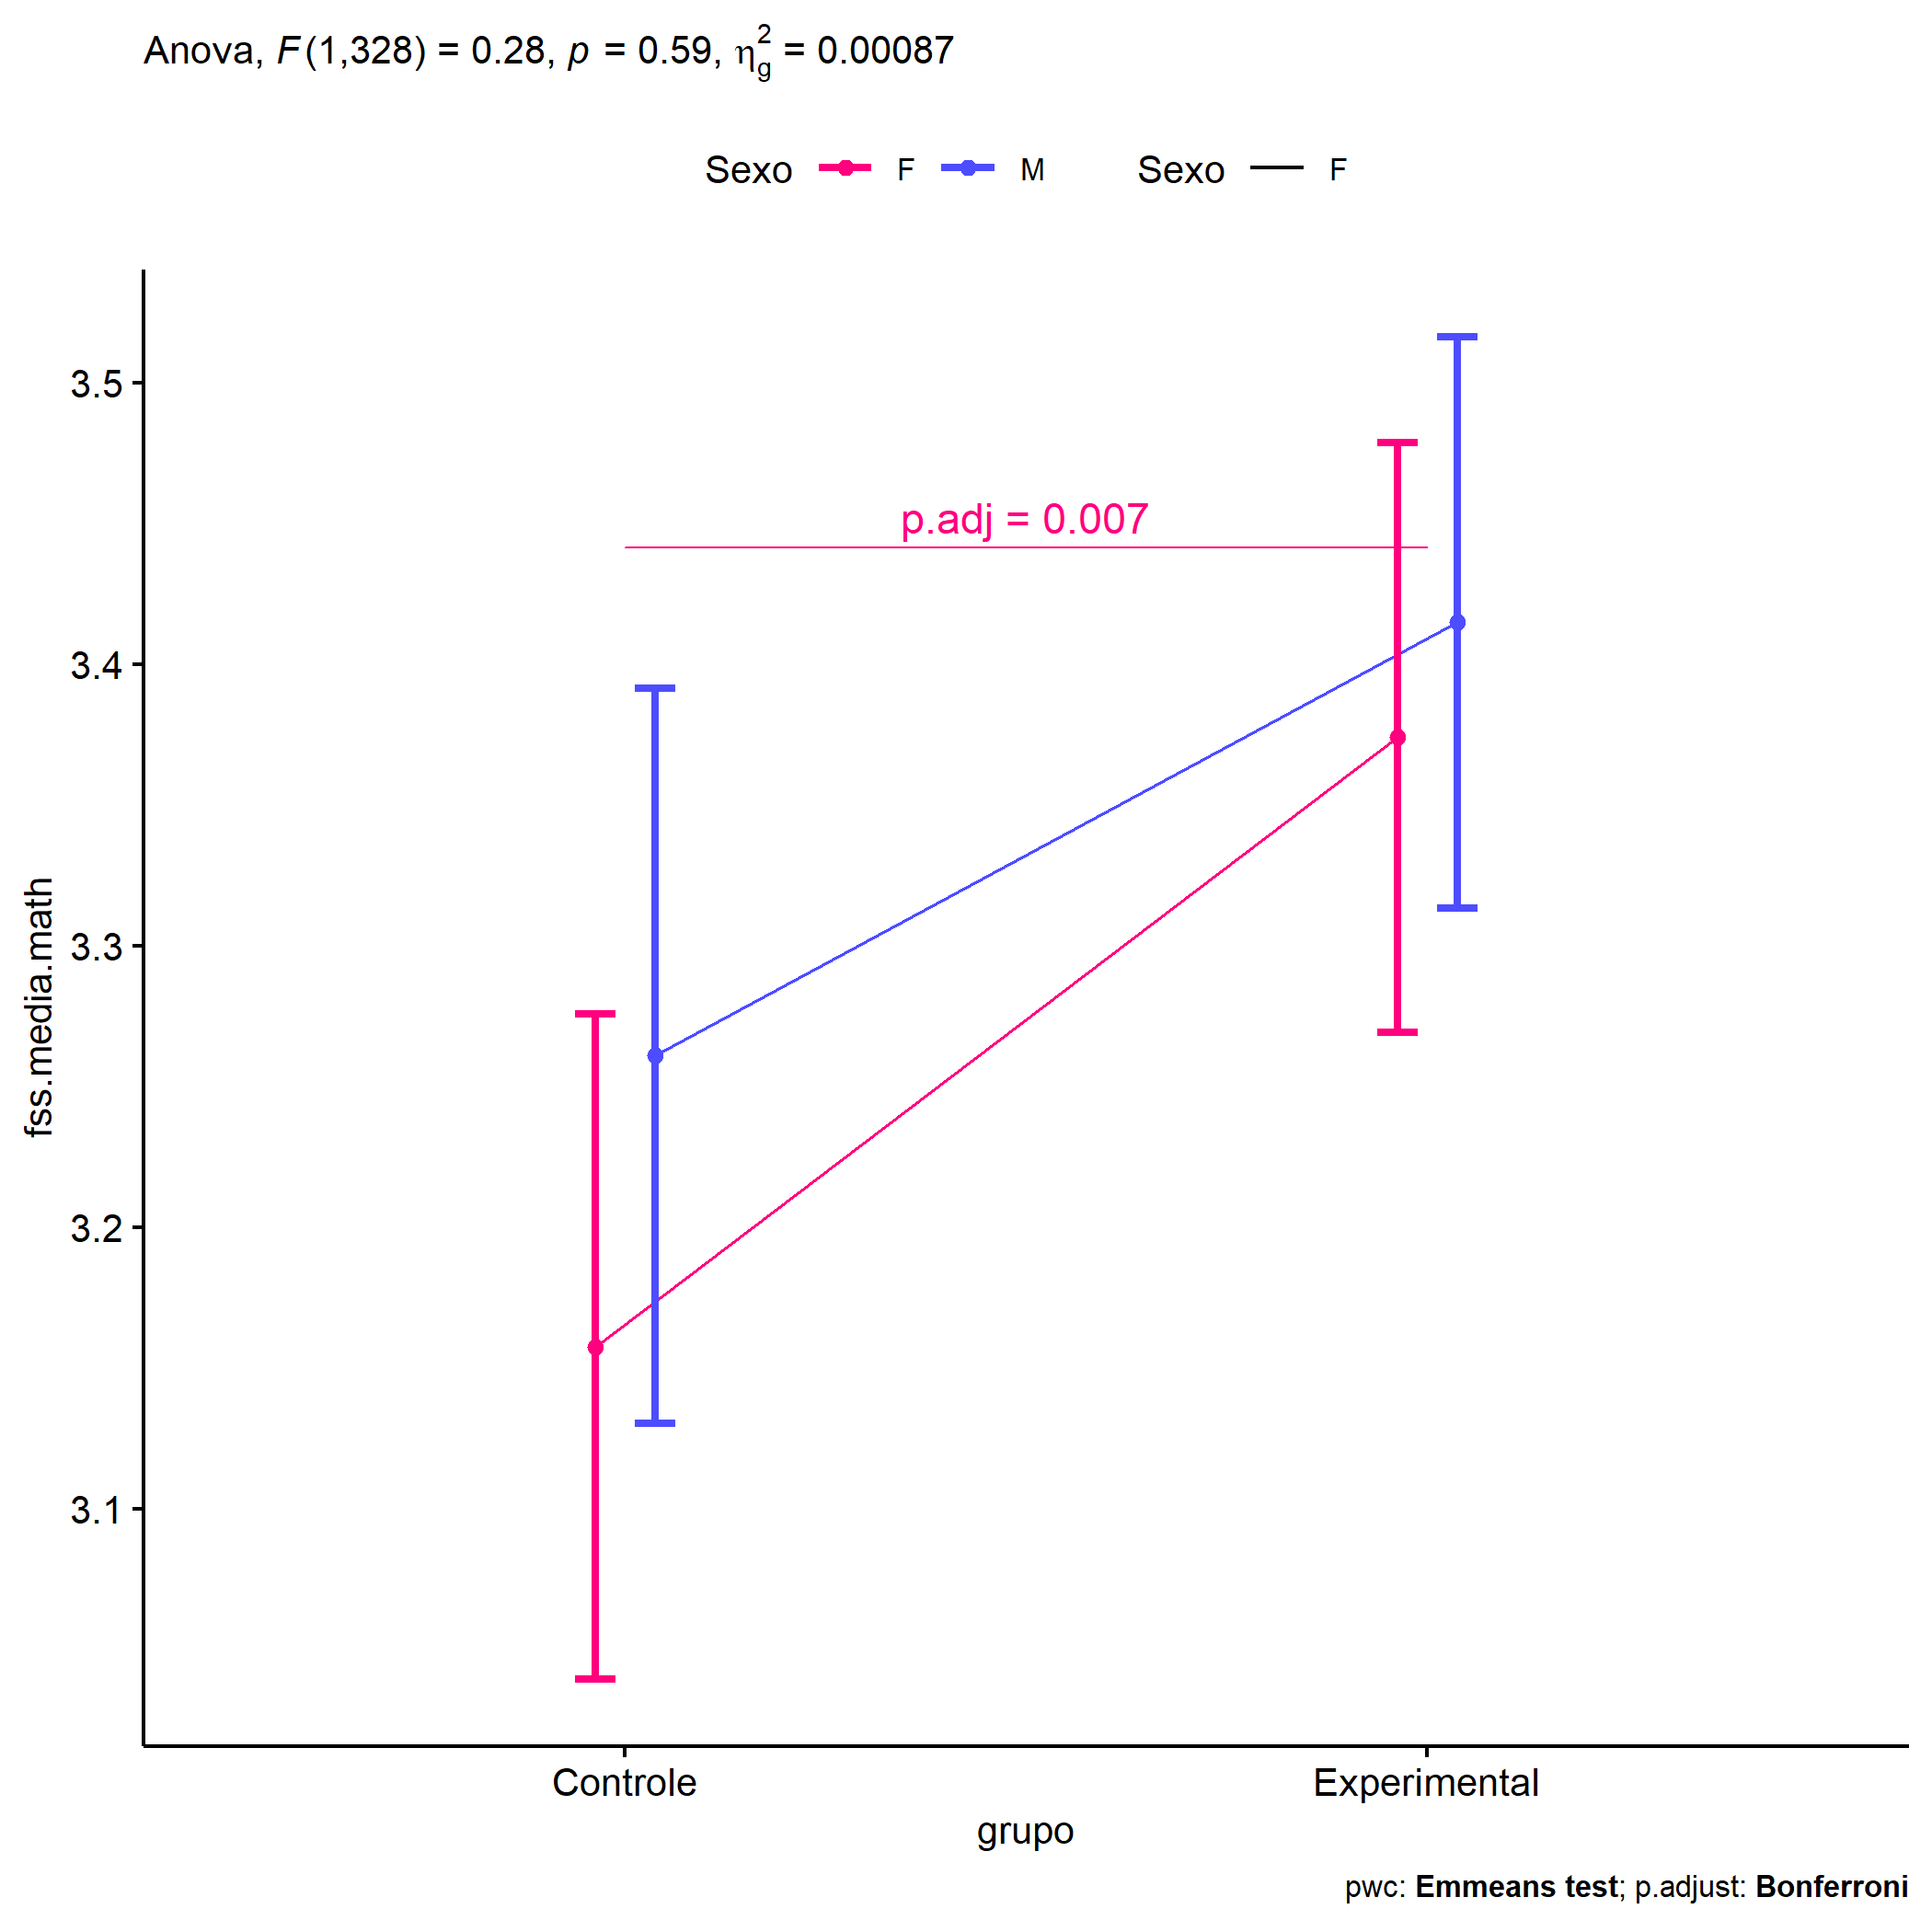 Anova, F(1,328) = 0.28, p = 0.59, η²g = 0.00087
Sexo F M Sexo F
3.5
p.adj = 0.007
3.4
3.3
3.2
3.1
fss.media.math
Controle Experimental
grupo
pwc: Emmeans test; p.adjust: Bonferroni